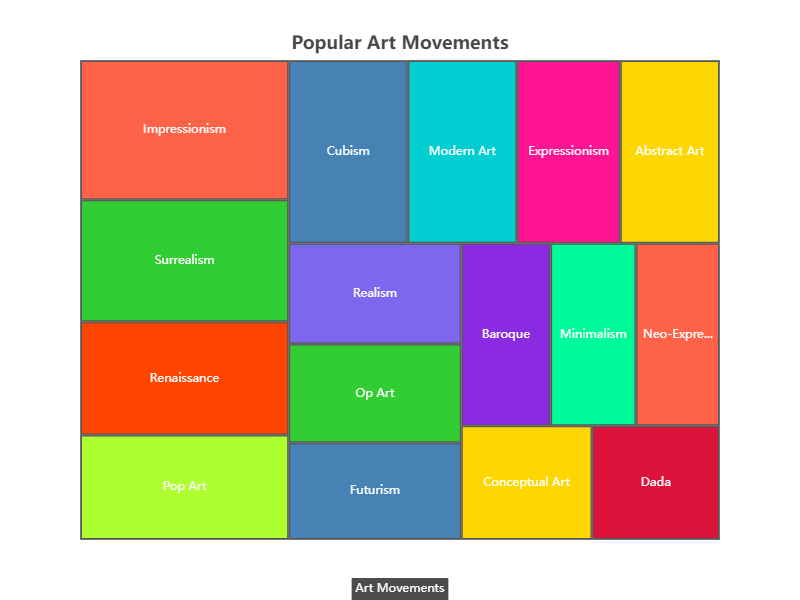 Popular Art Movements
Impressionism
Cubism
Modern Art
Expressionism
Abstract Art
Surrealism
Realism
Baroque
Minimalism
Neo-Expre...
Renaissance
Op Art
Pop Art
Futurism
Conceptual Art
Dada
Art Movements